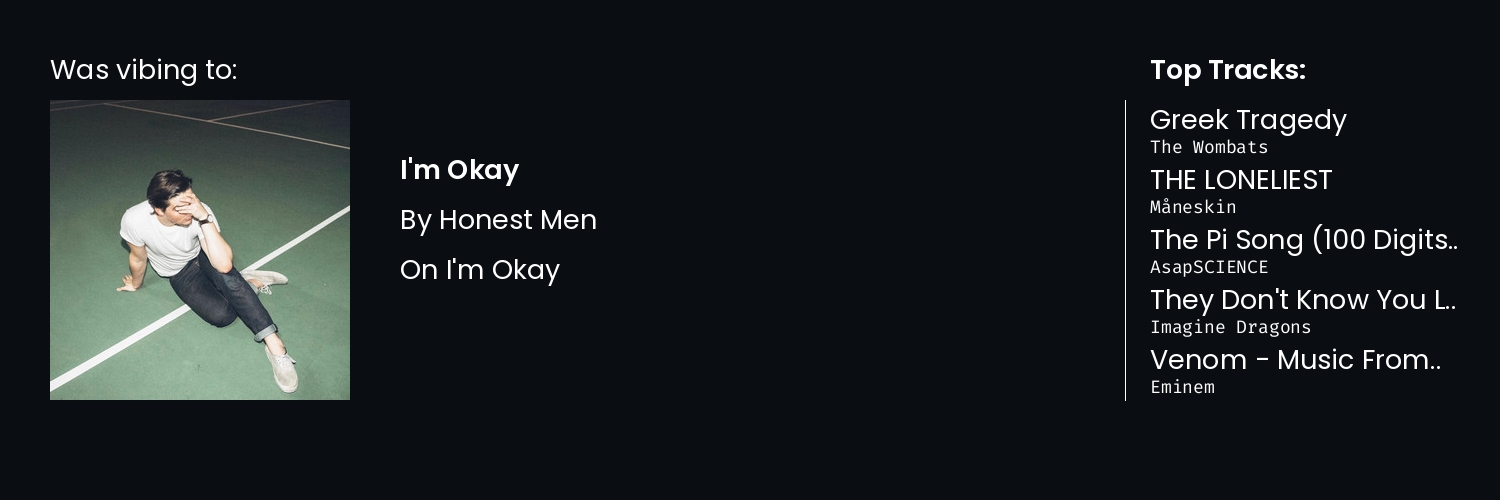 Was vibing to:
I'm Okay
By Honest Men
On I'm Okay
Top Tracks:
Greek Tragedy
The Wombats
THE LONELIEST
Måneskin
The Pi Song (100 Digits..
AsapSCIENCE
They Don't Know You L..
Imagine Dragons
Venom - Music From..
Eminem